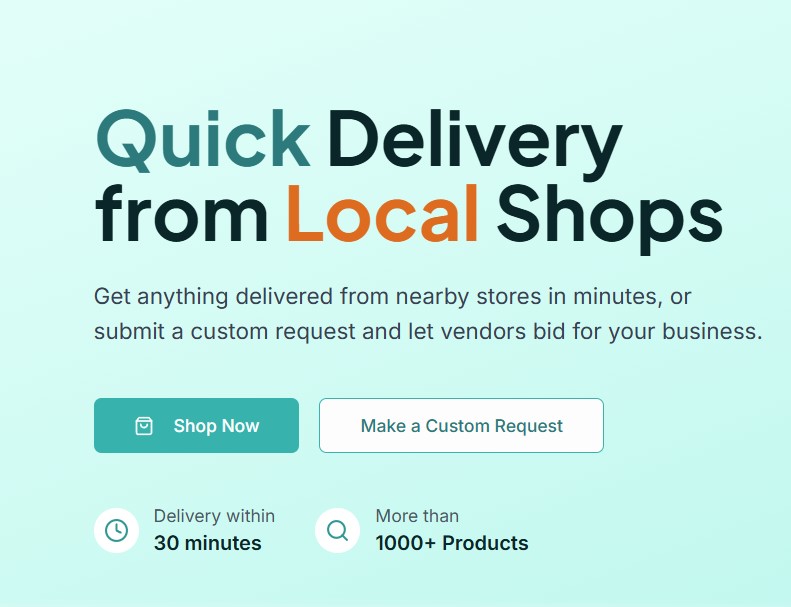 Quick Delivery
from Local Shops
Get anything delivered from nearby stores in minutes, or
submit a custom request and let vendors bid for your business.
Shop Now
Make a Custom Request
Delivery within
30 minutes
More than
1000+ Products